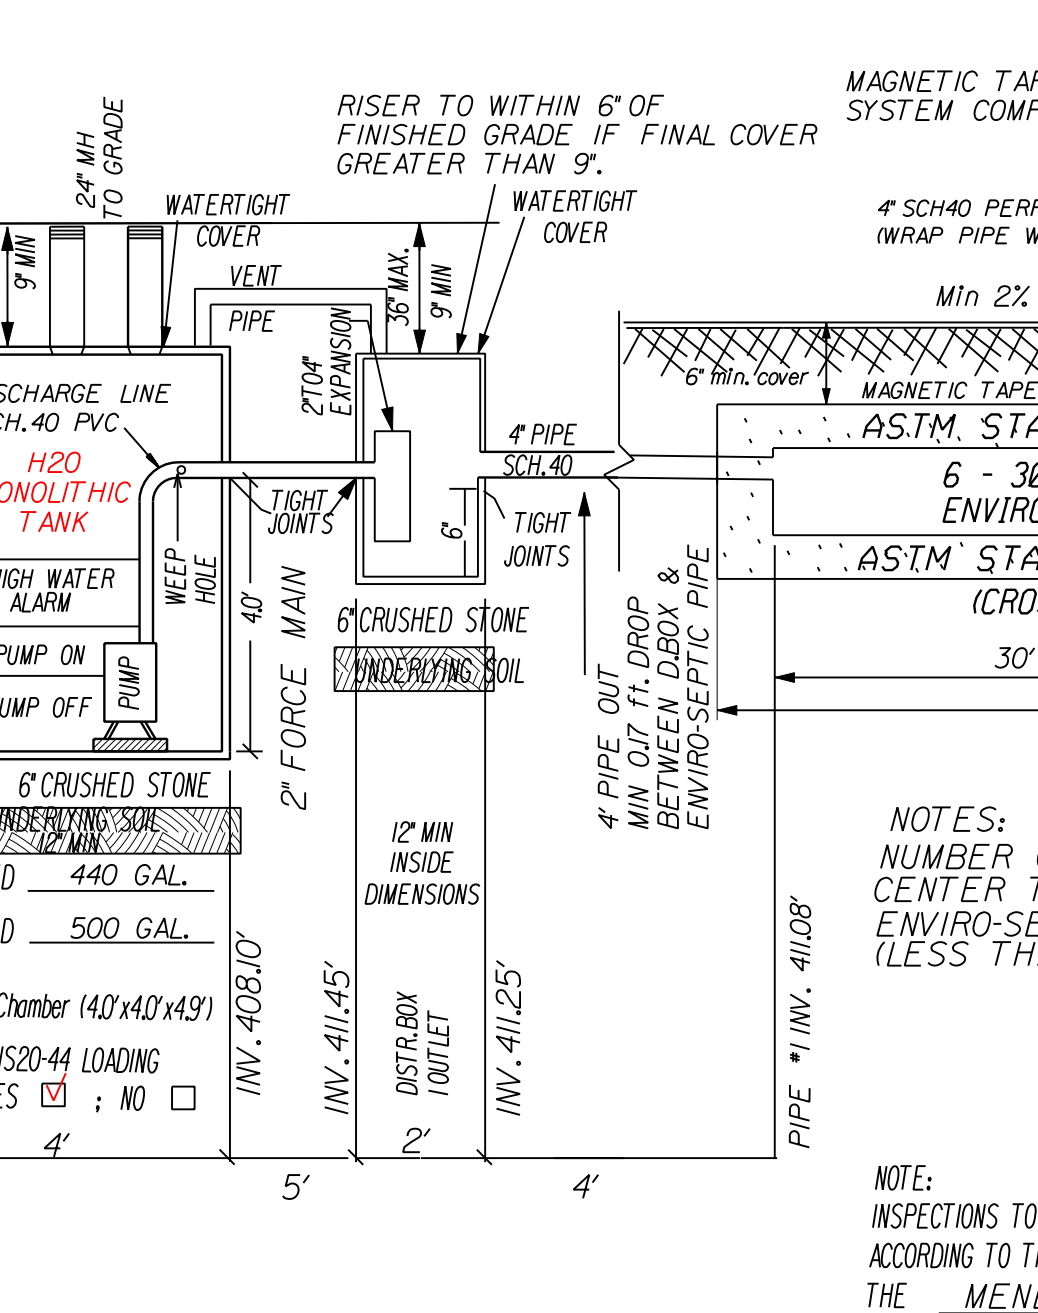 MAGNETIC TAP
SYSTEM COMP
RISER TO WITHIN 6" OF
FINISHED GRADE IF FINAL COVER
GREATER THAN 9".
24" MH
TO GRADE
WATERTIGHT
COVER
WATERTIGHT
COVER
4" SCH40 PERF
(WRAP PIPE W
9" MIN
VENT
PIPE
36" MAX.
9" MIN
Min 2%
2"TO4"
EXPANSION
6" min. cover
MAGNETIC TAPE
SCHARGE LINE
CH.40 PVC
H20
ONOLITHIC
TANK
4" PIPE
SCH.40
ASTM STA
6 - 30
ENVIRO
TIGHT
JOINTS
6"
TIGHT
JOINTS
WEEP
HOLE
ASTM STA
(CROS
HIGH WATER
ALARM
4.0'
PUMP ON
PUMP
UMP OFF
2" FORCE MAIN
6" CRUSHED STONE
UNDERLYING SOIL
30'
4' PIPE OUT
MIN 0.17 ft. DROP
BETWEEN D.BOX &
ENVIRO-SEPTIC PIPE
6" CRUSHED STONE
UNDERLYING SOIL
12" MIN
D 440 GAL.
D 500 GAL.
12" MIN
INSIDE
DIMENSIONS
NOTES:
NUMBER
CENTER T
ENVIRO-SE
(LESS TH
Chamber (4.0'x4.0'x4.9')
HS20-44 LOADING
ES ; NO
INV. 408.10'
INV. 411.45'
DISTR.BOX
1 OUTLET
INV. 411.25'
PIPE #1 INV. 411.08'
4'
5'
2'
4'
NOTE:
INSPECTIONS TO
ACCORDING TO T
THE MEN